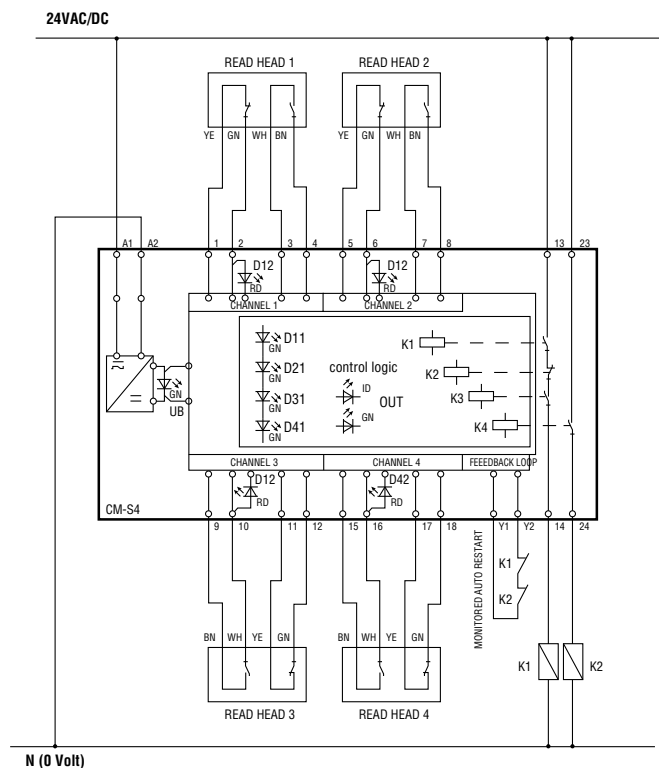 24VAC/DC
READ HEAD 1 READ HEAD 2
YE GN WH BN YE GN WH BN
A1 A2 1 2 3 4 5 6 7 8 13 23
D12 D12
RD RD
CHANNEL 1 CHANNEL 2
D11
GN
K1
control logic
D21
GN
K2
ID
D31
GN
OUT
K3
GN
D41
GN
K4
GN
UB
CHANNEL 3 CHANNEL 4 FEEEDBACK LOOP
D12 D42
RD RD
CM-S4
9 10 11 12 15 16 17 18 Y1 Y2 14 24
MONITORED AUTO RESTART
K1
K2
BN WH YE GN BN WH YE GN
K1 K2
READ HEAD 3 READ HEAD 4
N (0 Volt)